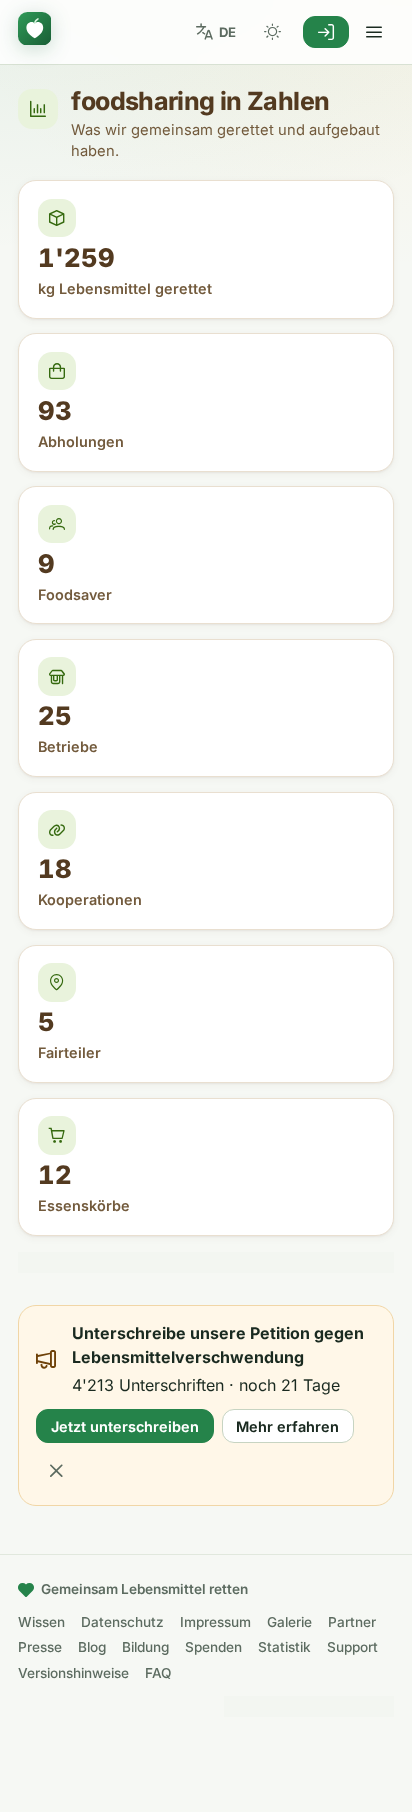 DE
foodsharing in Zahlen
Was wir gemeinsam gerettet und aufgebaut
haben.
1'259
kg Lebensmittel gerettet
93
Abholungen
9
Foodsaver
25
Betriebe
18
Kooperationen
5
Fairteiler
12
Essenskörbe
Unterschreibe unsere Petition gegen
Lebensmittelverschwendung
4'213 Unterschriften · noch 21 Tage
Jetzt unterschreiben Mehr erfahren
Gemeinsam Lebensmittel retten
Wissen Datenschutz Impressum Galerie Partner
Presse Blog Bildung Spenden Statistik Support
Versionshinweise FAQ